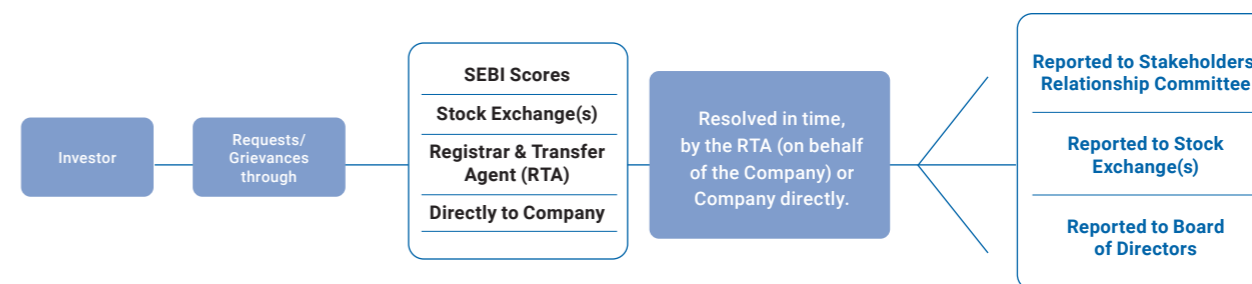 Investor
Requests/
Grievances
through
SEBI Scores
Stock Exchange(s)
Registrar & Transfer
Agent (RTA)
Directly to Company
Resolved in time,
by the RTA (on behalf
of the Company) or
Company directly.
Reported to Stakeholders
Relationship Committee
Reported to Stock
Exchange(s)
Reported to Board
of Directors